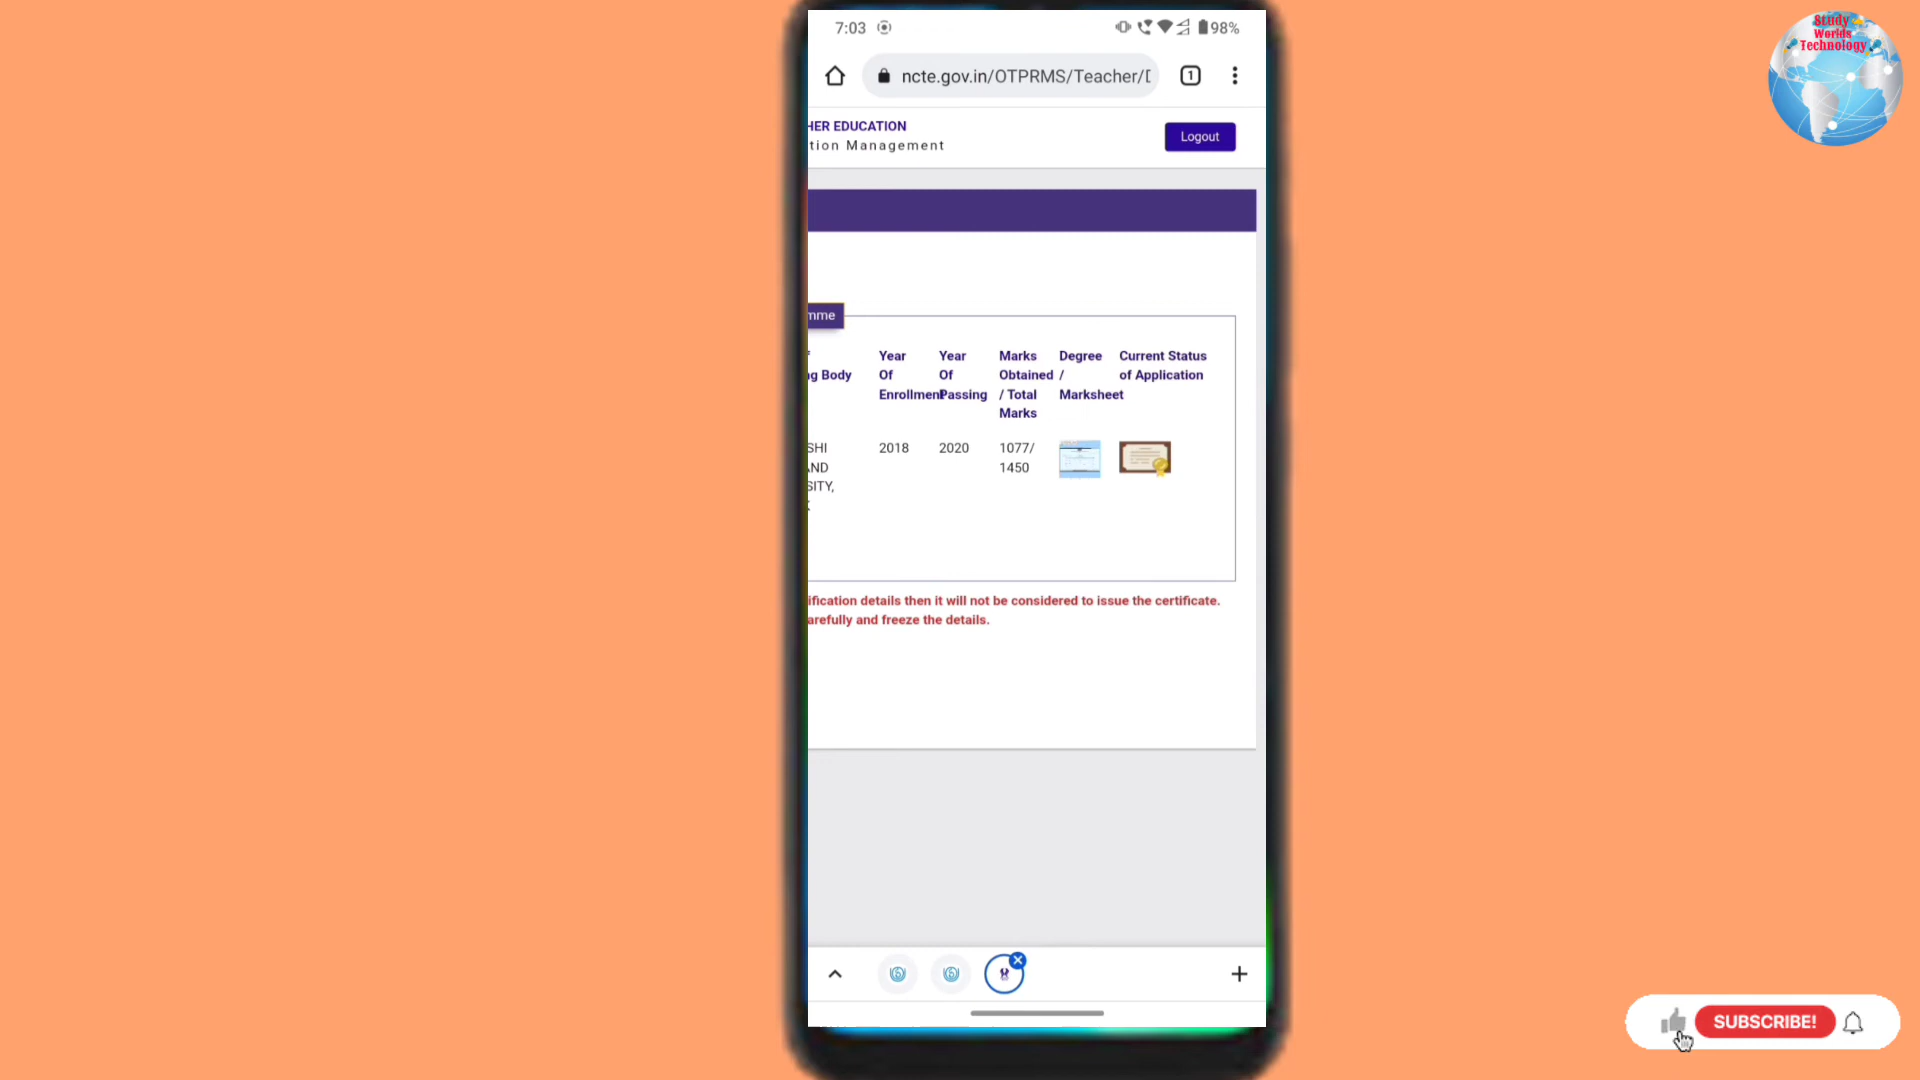 7:03
98%
ncte.gov.in/OTPRMS/Teacher/
1
HER EDUCATION
tion Management
Logout
mme
g Body
Year
Of
Enrollment
Year
Of
Passing
Marks
Obtained
/ Total
Marks
Degree
/
Marksheet
Current Status
of Application
SHI
AND
SITY,
2018
2020
1077/
1450
ification details then it will not be considered to issue the certificate.
arefully and freeze the details.
Study
Worlds
Technology
SUBSCRIBE!